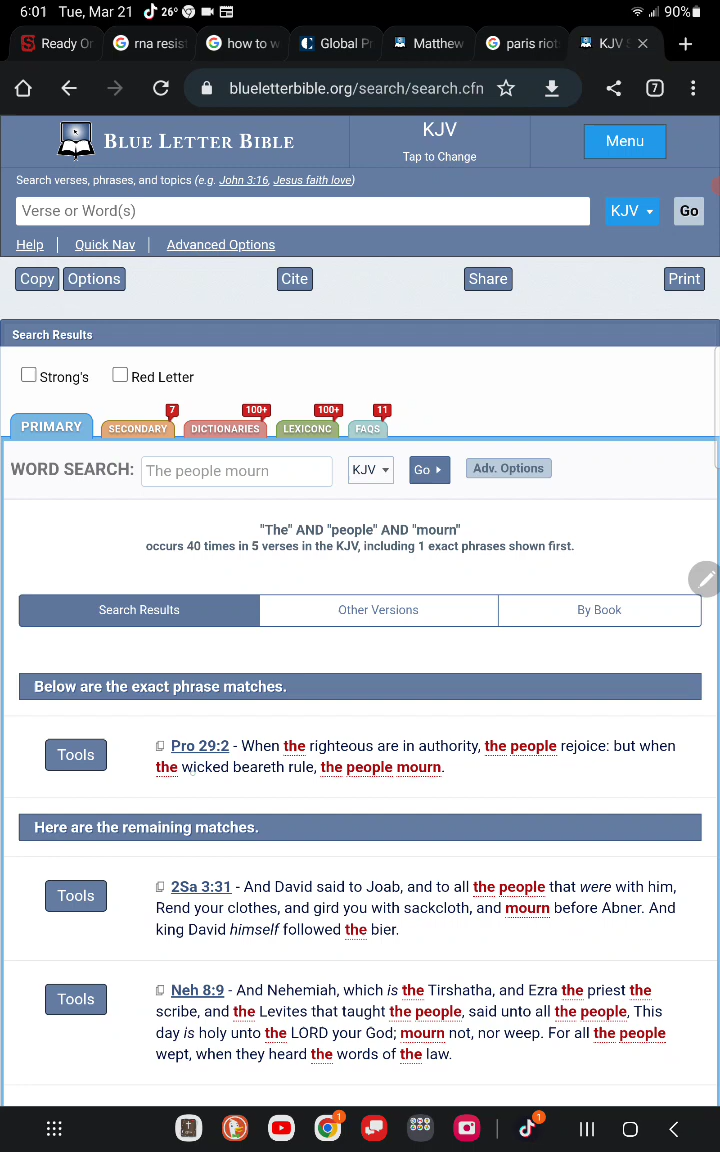 6:01 Tue, Mar 21 26° 90%
Ready Or rna resist how to w Global Pr Matthew paris riot KJV S
blueletterbible.org/search/search.cfn 7
BLUE LETTER BIBLE KJV Menu
Tap to Change
Search verses, phrases, and topics (e.g. John 3:16, Jesus faith love)
Verse or Word(s) KJV Go
Help Quick Nav Advanced Options
Copy Options Cite Share Print
Search Results
Strong's Red Letter
7 100+ 100+ 11
PRIMARY SECONDARY DICTIONARIES LEXICONC FAQS
WORD SEARCH: The people mourn KJV Go Adv. Options
"The" AND "people" AND "mourn"
occurs 40 times in 5 verses in the KJV, including 1 exact phrases shown first.
Search Results Other Versions By Book
Below are the exact phrase matches.
Tools Pro 29:2 - When the righteous are in authority, the people rejoice: but when
the wicked beareth rule, the people mourn.
Here are the remaining matches.
Tools 2Sa 3:31 - And David said to Joab, and to all the people that were with him,
Rend your clothes, and gird you with sackcloth, and mourn before Abner. And
king David himself followed the bier.
Tools Neh 8:9 - And Nehemiah, which is the Tirshatha, and Ezra the priest the
scribe, and the Levites that taught the people, said unto all the people, This
day is holy unto the LORD your God; mourn not, nor weep. For all the people
wept, when they heard the words of the law.
1 1